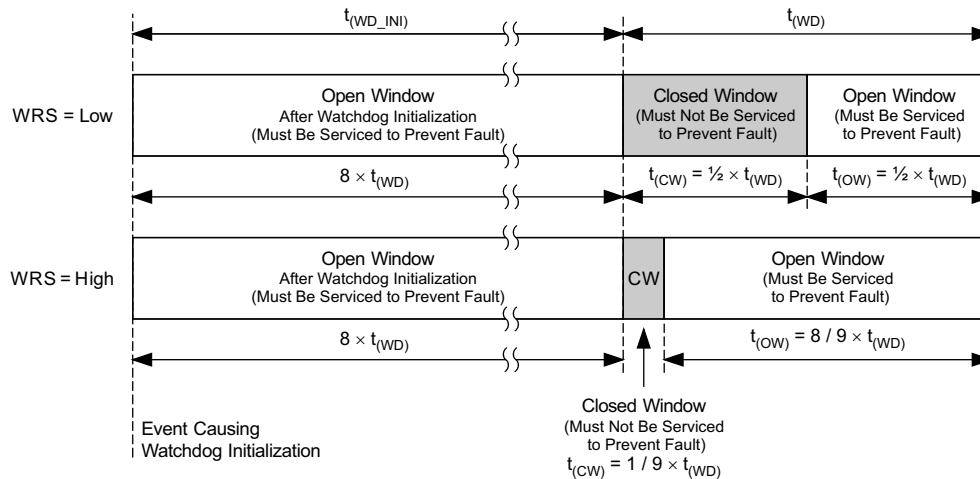 t(WD_INI)
t(WD)
WRS = Low
Open Window
After Watchdog Initialization
(Must Be Serviced to Prevent Fault)
Closed Window
(Must Not Be Serviced
to Prevent Fault)
Open Window
(Must Be Serviced
to Prevent Fault)
8 × t(WD)
t(CW) = ½ × t(WD)
t(OW) = ½ × t(WD)
WRS = High
Open Window
After Watchdog Initialization
(Must Be Serviced to Prevent Fault)
CW
Open Window
(Must Be Serviced
to Prevent Fault)
8 × t(WD)
t(OW) = 8 / 9 × t(WD)
Event Causing
Watchdog Initialization
Closed Window
(Must Not Be Serviced
to Prevent Fault)
t(CW) = 1 / 9 × t(WD)